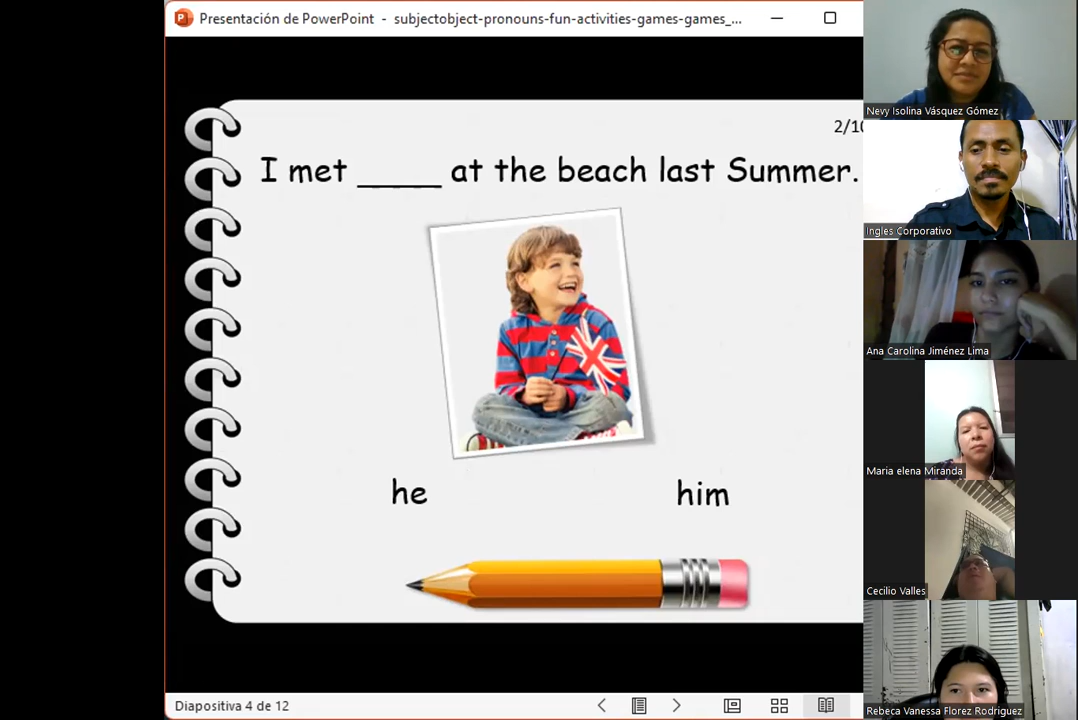 Presentación de PowerPoint - subjectobject-pronouns-fun-activities-games-games_...
2/10
I met ____ at the beach last Summer.
he
him
Diapositiva 4 de 12
Nevy Isolina Vásquez Gómez
Ingles Corporativo
Ana Carolina Jiménez Lima
Maria elena Miranda
Cecilio Valles
Rebeca Vanessa Florez Rodriguez